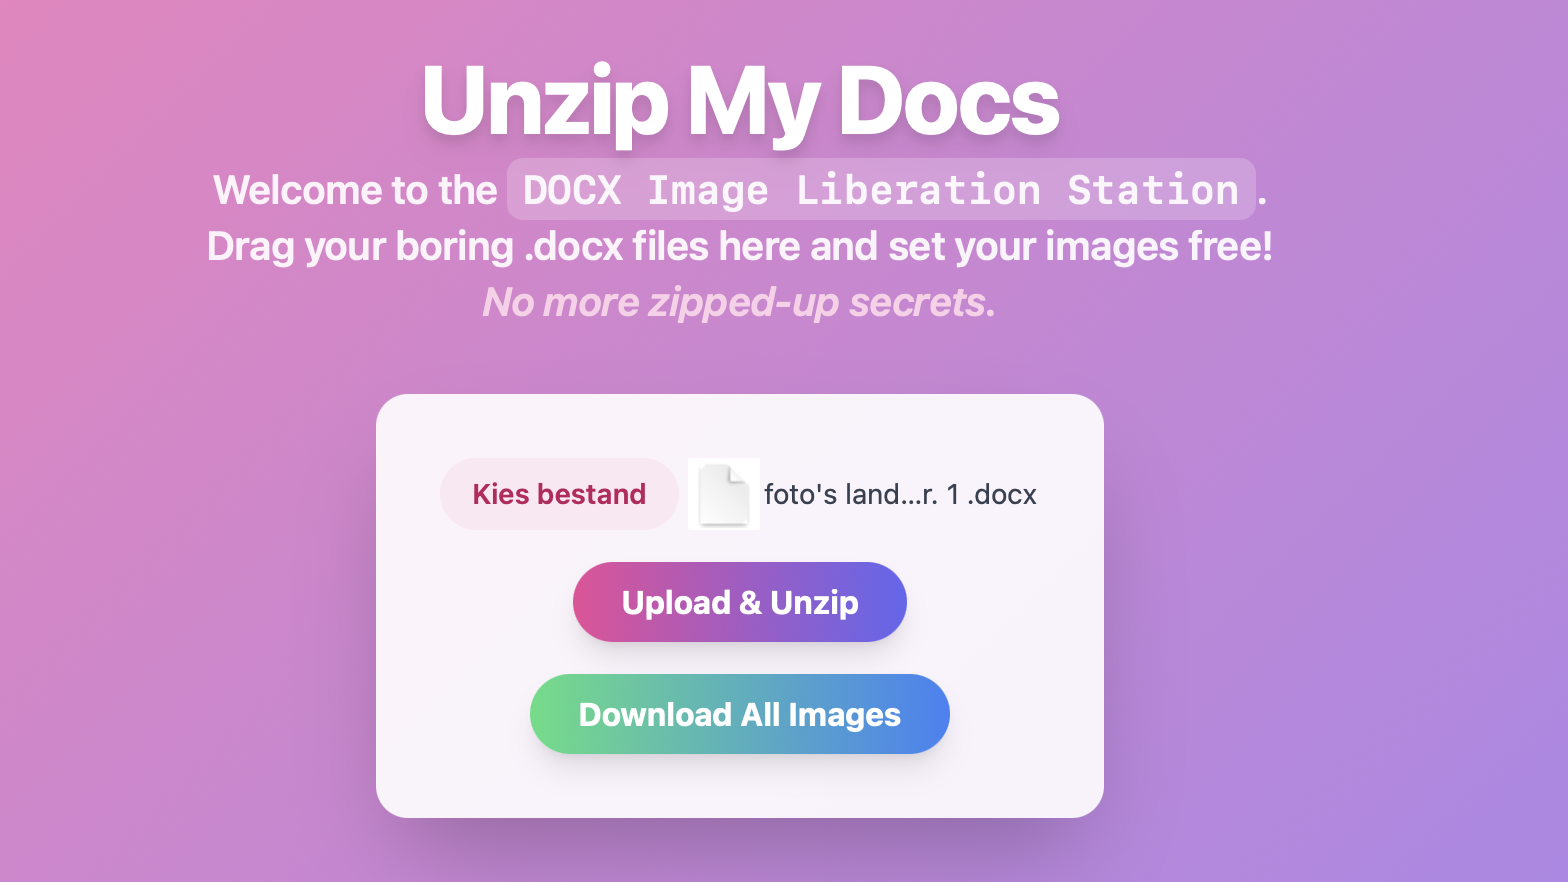 Unzip My Docs
Welcome to the DOCX Image Liberation Station.
Drag your boring .docx files here and set your images free!
No more zipped-up secrets.
Kies bestand foto's land...r. 1 .docx
Upload & Unzip
Download All Images